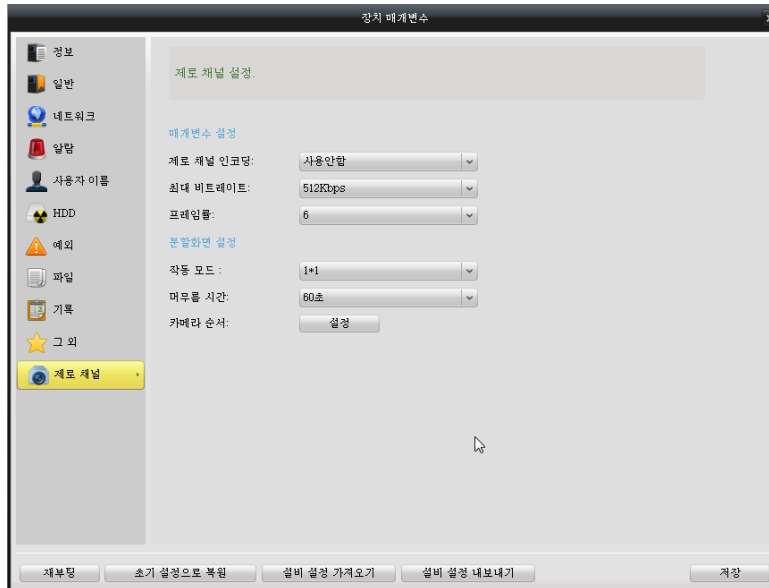 장치 매개변수
정보
일반
네트워크
알람
사용자 이름
HDD
예외
파일
기록
그 외
제로 채널
제로 채널 설정.
매개변수 설정
제로 채널 인코딩: 사용안함
최대 비트레이트: 512Kbps
프레임률: 6
분할화면 설정
작동 모드 : 1*1
머무름 시간: 60초
카메라 순서: 설정
재부팅 초기 설정으로 복원 설비 설정 가져오기 설비 설정 내보내기 저장